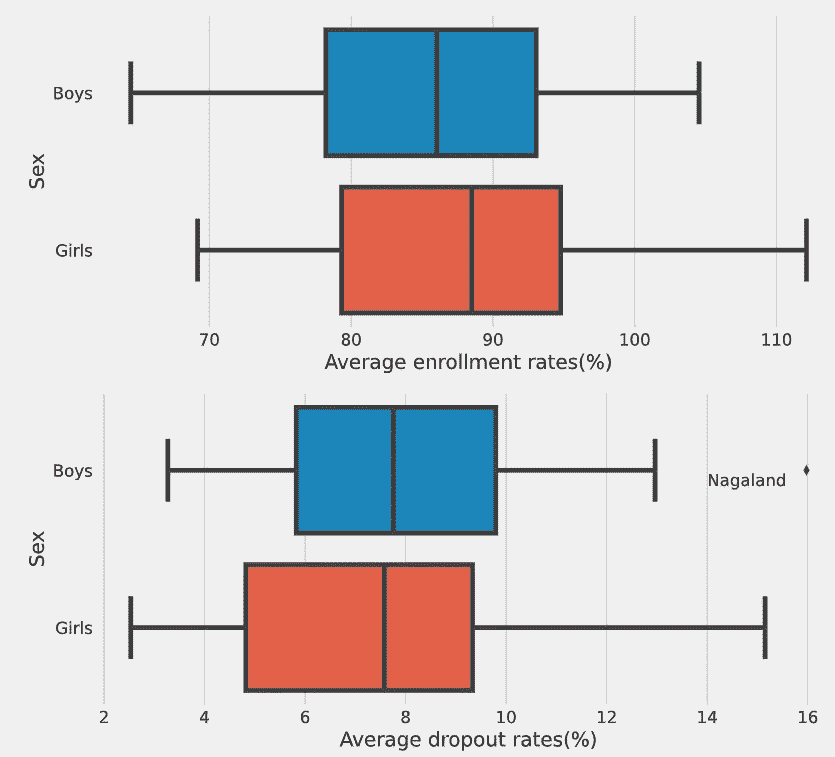 Boys
Sex
Girls
70 80 90 100 110
Average enrollment rates(%)
Boys
Nagaland
Sex
Girls
2 4 6 8 10 12 14 16
Average dropout rates(%)